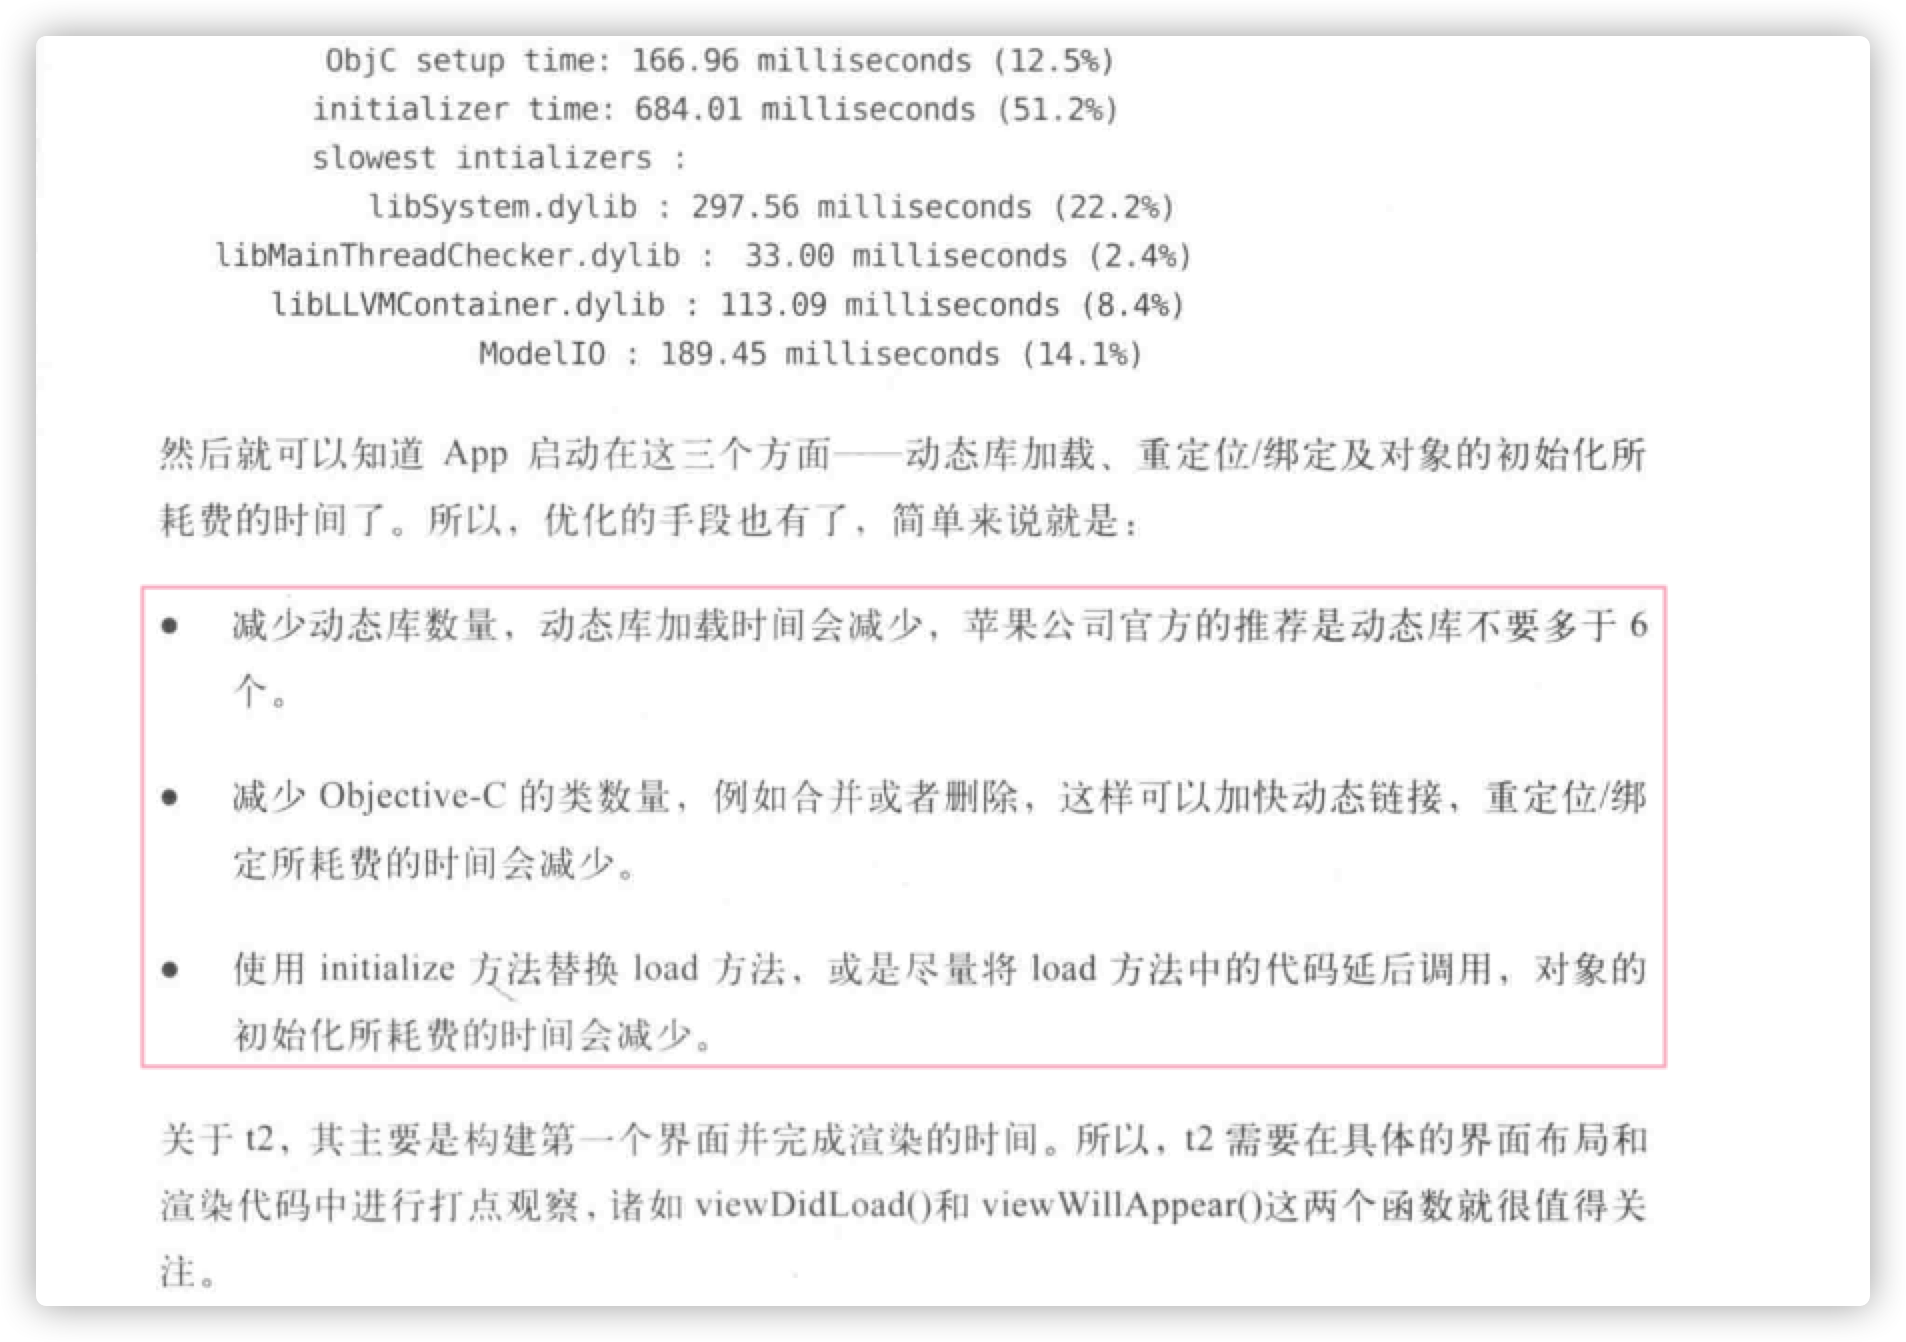 ObjC setup time: 166.96 milliseconds (12.5%)
initializer time: 684.01 milliseconds (51.2%)
slowest intializers :
libSystem.dylib : 297.56 milliseconds (22.2%)
libMainThreadChecker.dylib : 33.00 milliseconds (2.4%)
libLLVMContainer.dylib : 113.09 milliseconds (8.4%)
ModelIO : 189.45 milliseconds (14.1%)
然后就可以知道 App 启动在这三个方面——动态库加载、重定位/绑定及对象的初始化所
耗费的时间了。所以，优化的手段也有了，简单来说就是：
● 减少动态库数量，动态库加载时间会减少，苹果公司官方的推荐是动态库不要多于 6
个。
● 减少 Objective-C 的类数量，例如合并或者删除，这样可以加快动态链接，重定位/绑
定所耗费的时间会减少。
● 使用 initialize 方法替换 load 方法，或是尽量将 load 方法中的代码延后调用，对象的
初始化所耗费的时间会减少。
关于 t2，其主要是构建第一个界面并完成渲染的时间。所以，t2 需要在具体的界面布局和
渲染代码中进行打点观察，诸如 viewDidLoad()和 viewWillAppear()这两个函数就很值得关
注。